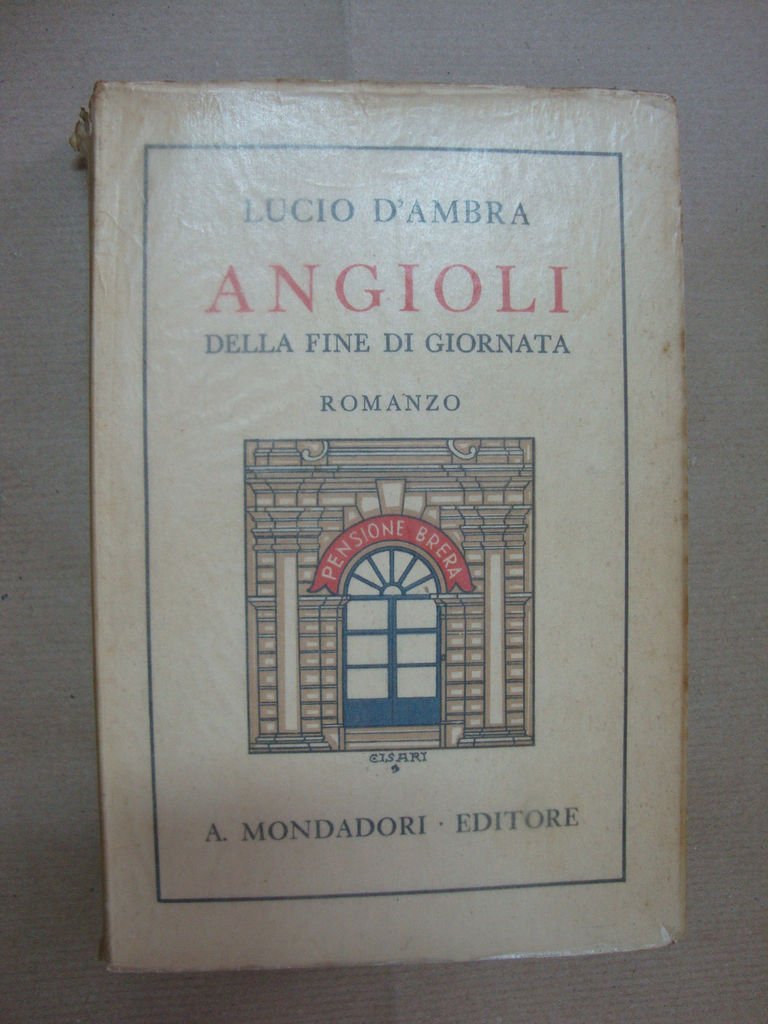 LUCIO D'AMBRA
ANGIOLI
DELLA FINE DI GIORNATA
ROMANZO
PENSIONE BRERA
CISARI
A. MONDADORI · EDITORE